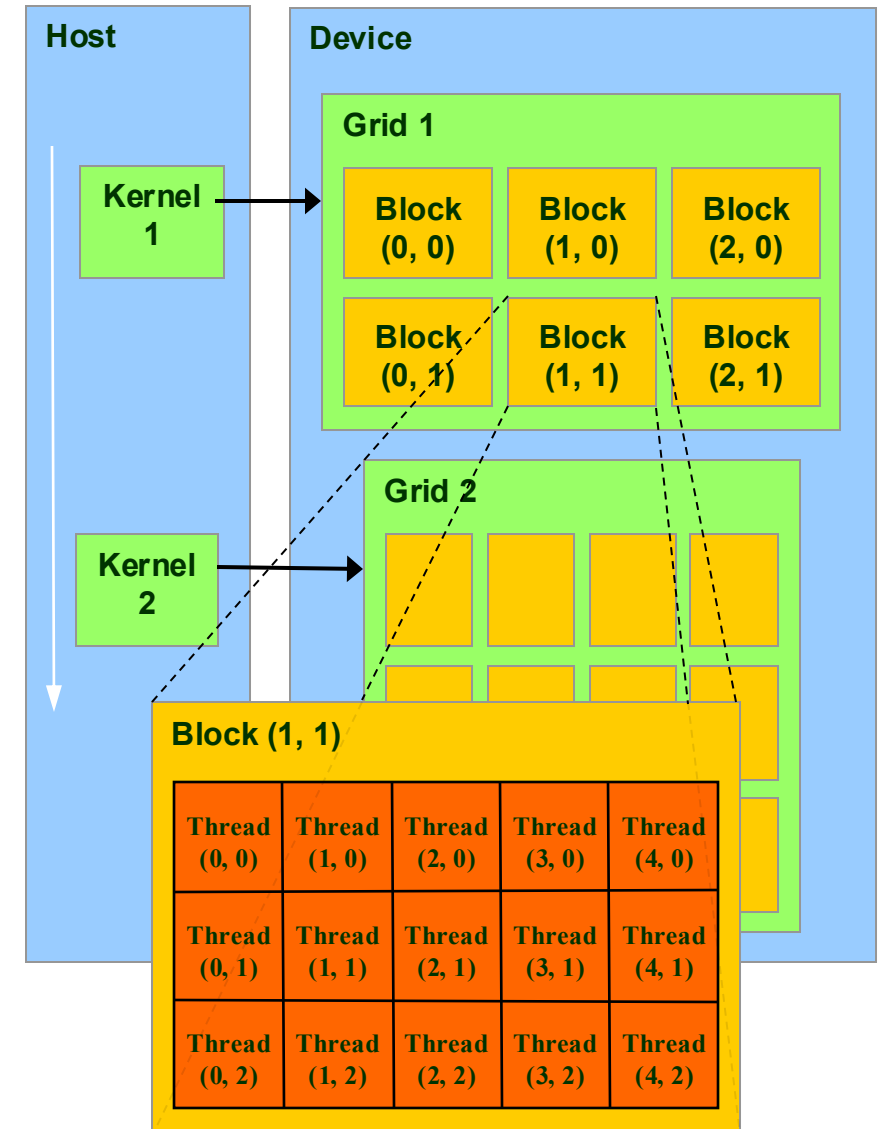 Host
Device
Grid 1
Kernel
1
Block
(0, 0)
Block
(1, 0)
Block
(2, 0)
Block
(0, 1)
Block
(1, 1)
Block
(2, 1)
Grid 2
Kernel
2
Block (1, 1)
Thread
(0, 0)
Thread
(1, 0)
Thread
(2, 0)
Thread
(3, 0)
Thread
(4, 0)
Thread
(0, 1)
Thread
(1, 1)
Thread
(2, 1)
Thread
(3, 1)
Thread
(4, 1)
Thread
(0, 2)
Thread
(1, 2)
Thread
(2, 2)
Thread
(3, 2)
Thread
(4, 2)